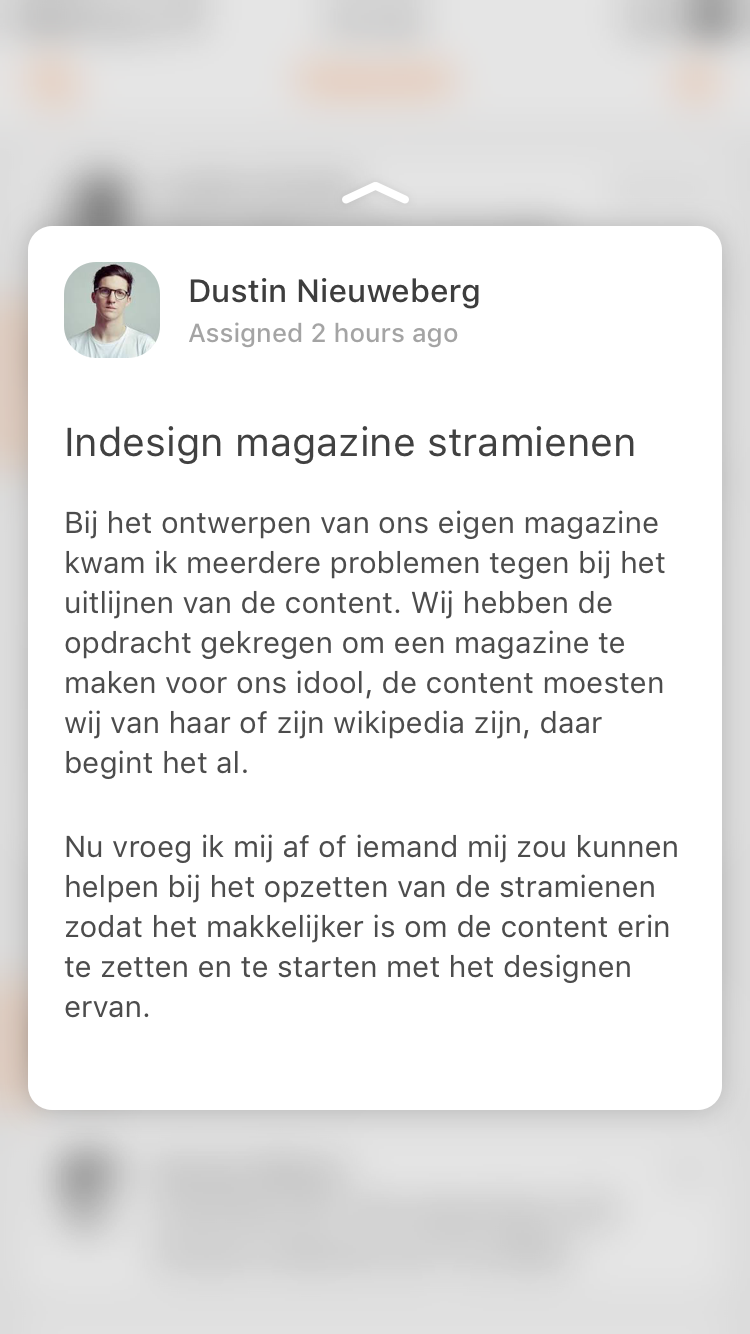 Dustin Nieuweberg
Assigned 2 hours ago
Indesign magazine stramienen
Bij het ontwerpen van ons eigen magazine
kwam ik meerdere problemen tegen bij het
uitlijnen van de content. Wij hebben de
opdracht gekregen om een magazine te
maken voor ons idool, de content moesten
wij van haar of zijn wikipedia zijn, daar
begint het al.
Nu vroeg ik mij af of iemand mij zou kunnen
helpen bij het opzetten van de stramienen
zodat het makkelijker is om de content erin
te zetten en te starten met het designen
ervan.